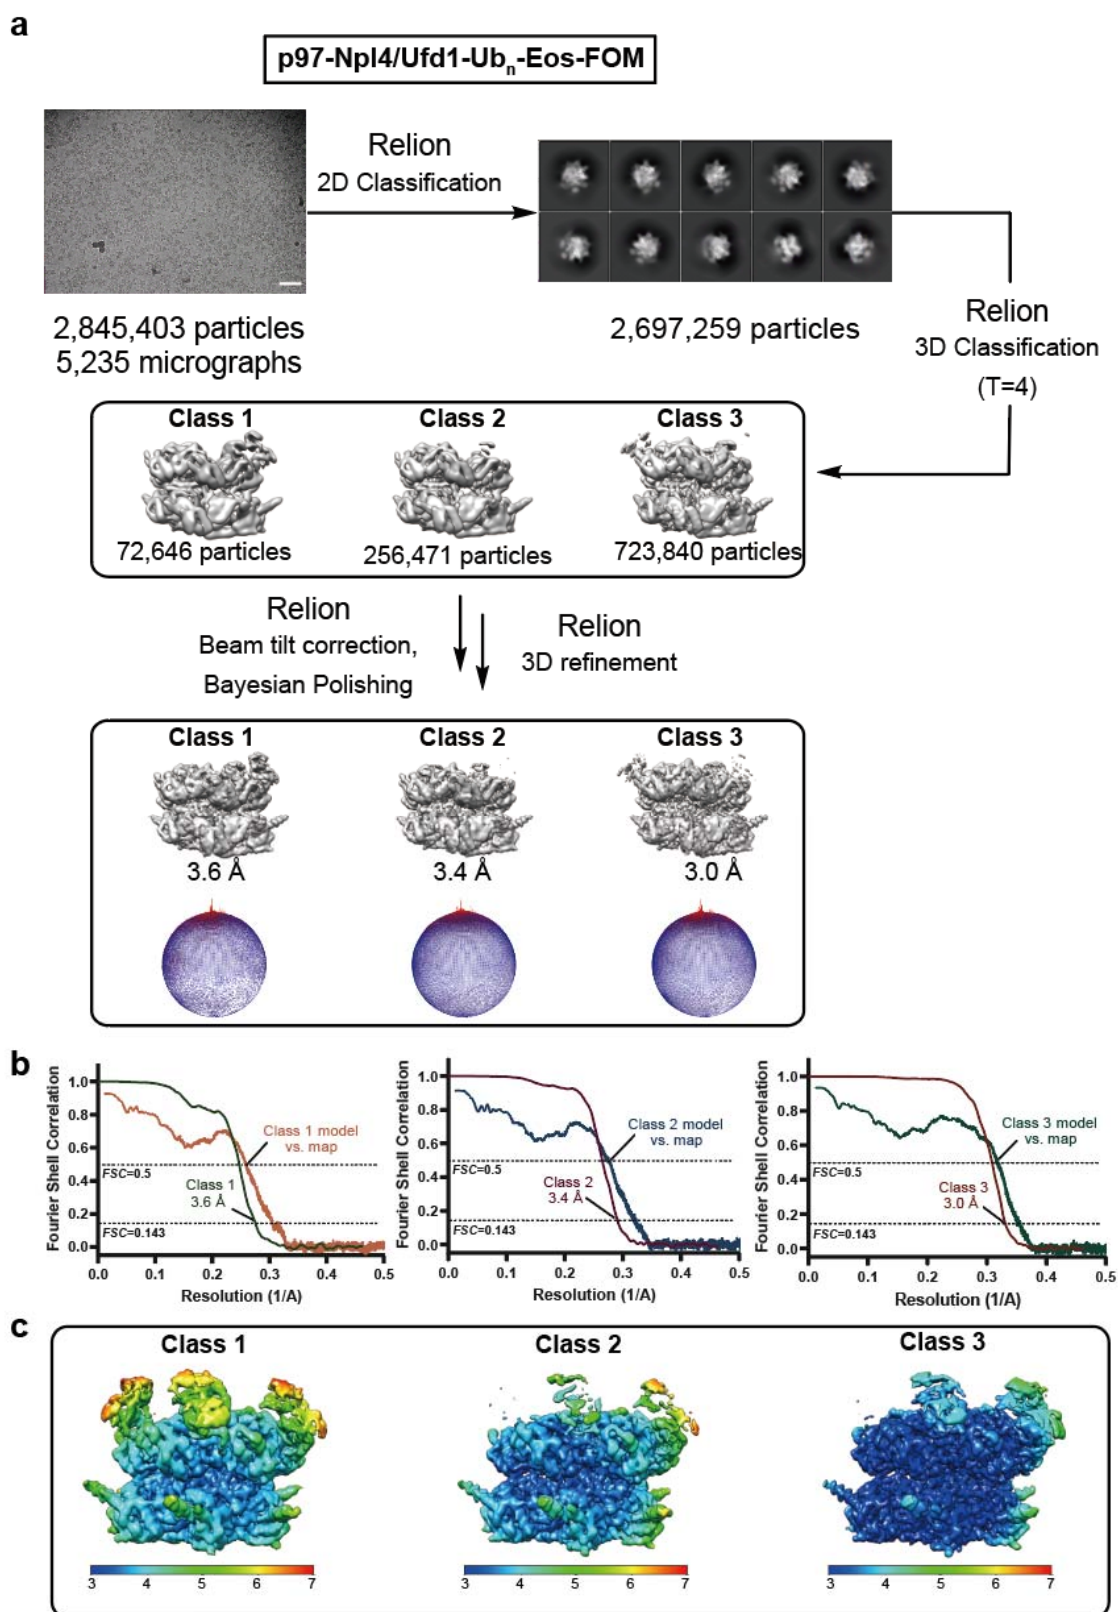 a
p97-Npl4/Ufd1-Ubn-Eos-FOM
Relion
2D Classification
2,845,403 particles
5,235 micrographs
2,697,259 particles
Relion
3D Classification
(T=4)
Class 1
Class 2
Class 3
72,646 particles
256,471 particles
723,840 particles
Relion
Beam tilt correction,
Bayesian Polishing
Relion
3D refinement
Class 1
Class 2
Class 3
3.6 Å
3.4 Å
3.0 Å
b
Fourier Shell Correlation
1.0
0.8
0.6
0.4
0.2
0.0
Class 1 model
vs. map
FSC=0.5
Class 1
3.6 Å
FSC=0.143
0.0 0.1 0.2 0.3 0.4 0.5
Resolution (1/A)
Fourier Shell Correlation
1.0
0.8
0.6
0.4
0.2
0.0
Class 2 model
vs. map
FSC=0.5
Class 2
3.4 Å
FSC=0.143
0.0 0.1 0.2 0.3 0.4 0.5
Resolution (1/A)
Fourier Shell Correlation
1.0
0.8
0.6
0.4
0.2
0.0
Class 3 model
vs. map
FSC=0.5
Class 3
3.0 Å
FSC=0.143
0.0 0.1 0.2 0.3 0.4 0.5
Resolution (1/A)
c
Class 1
Class 2
Class 3
3 4 5 6 7
3 4 5 6 7
3 4 5 6 7